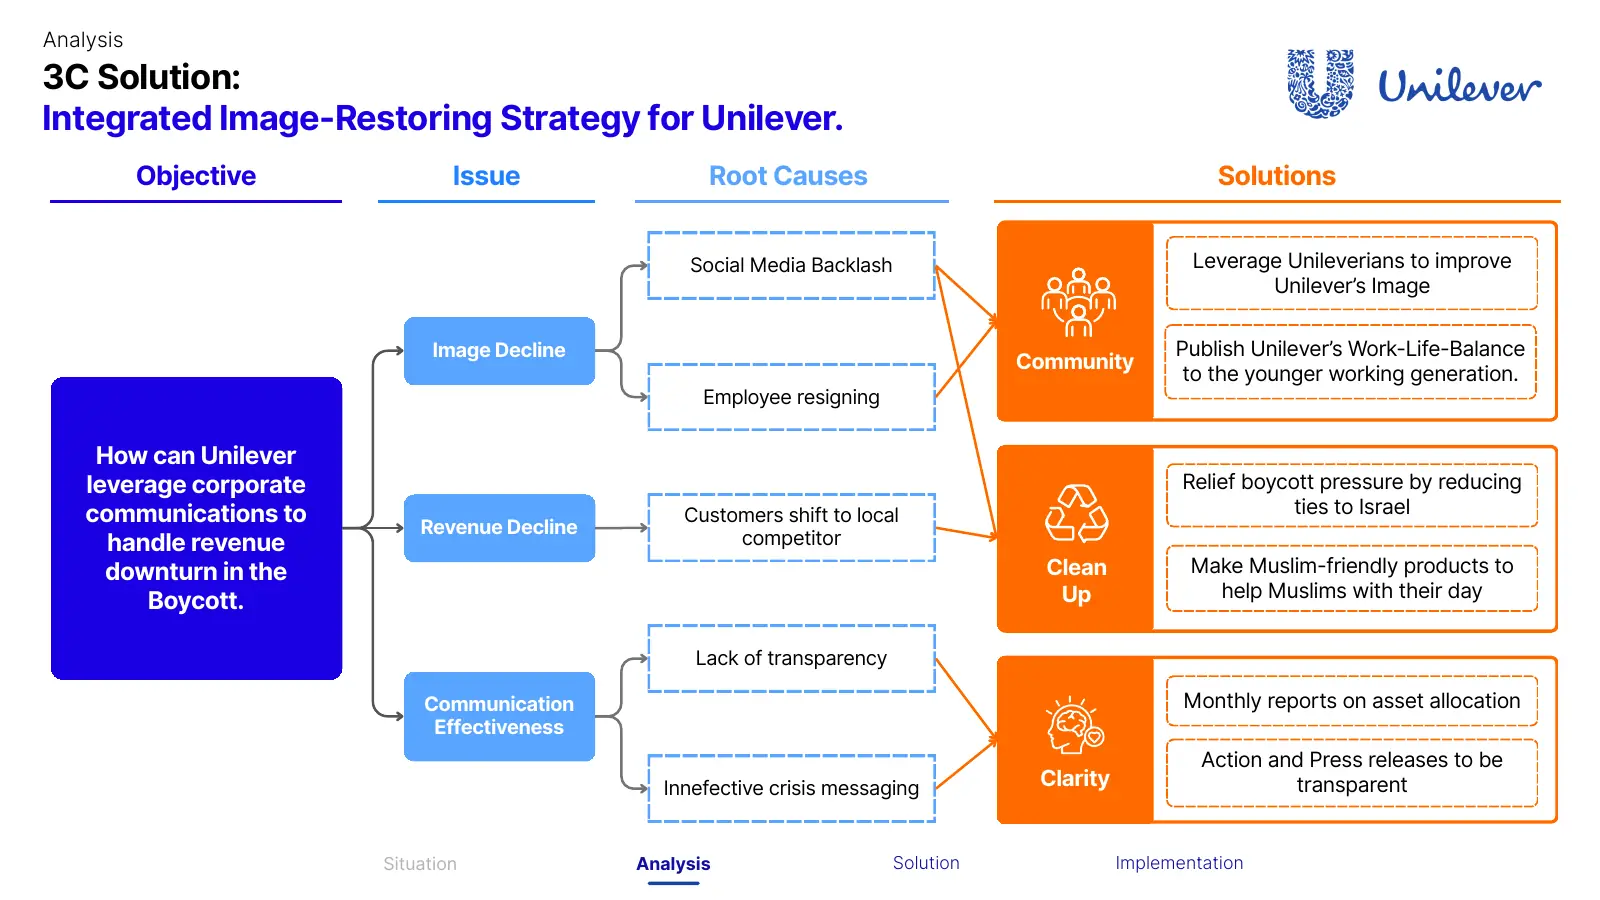 Analysis
3C Solution:
Integrated Image-Restoring Strategy for Unilever.
Unilever
Objective
Issue
Root Causes
Solutions
How can Unilever
leverage corporate
communications to
handle revenue
downturn in the
Boycott.
Image Decline
Revenue Decline
Communication
Effectiveness
Social Media Backlash
Employee resigning
Customers shift to local
competitor
Lack of transparency
Innefective crisis messaging
Community
Leverage Unileverians to improve
Unilever’s Image
Publish Unilever’s Work-Life-Balance
to the younger working generation.
Clean
Up
Relief boycott pressure by reducing
ties to Israel
Make Muslim-friendly products to
help Muslims with their day
Clarity
Monthly reports on asset allocation
Action and Press releases to be
transparent
Situation
Analysis
Solution
Implementation